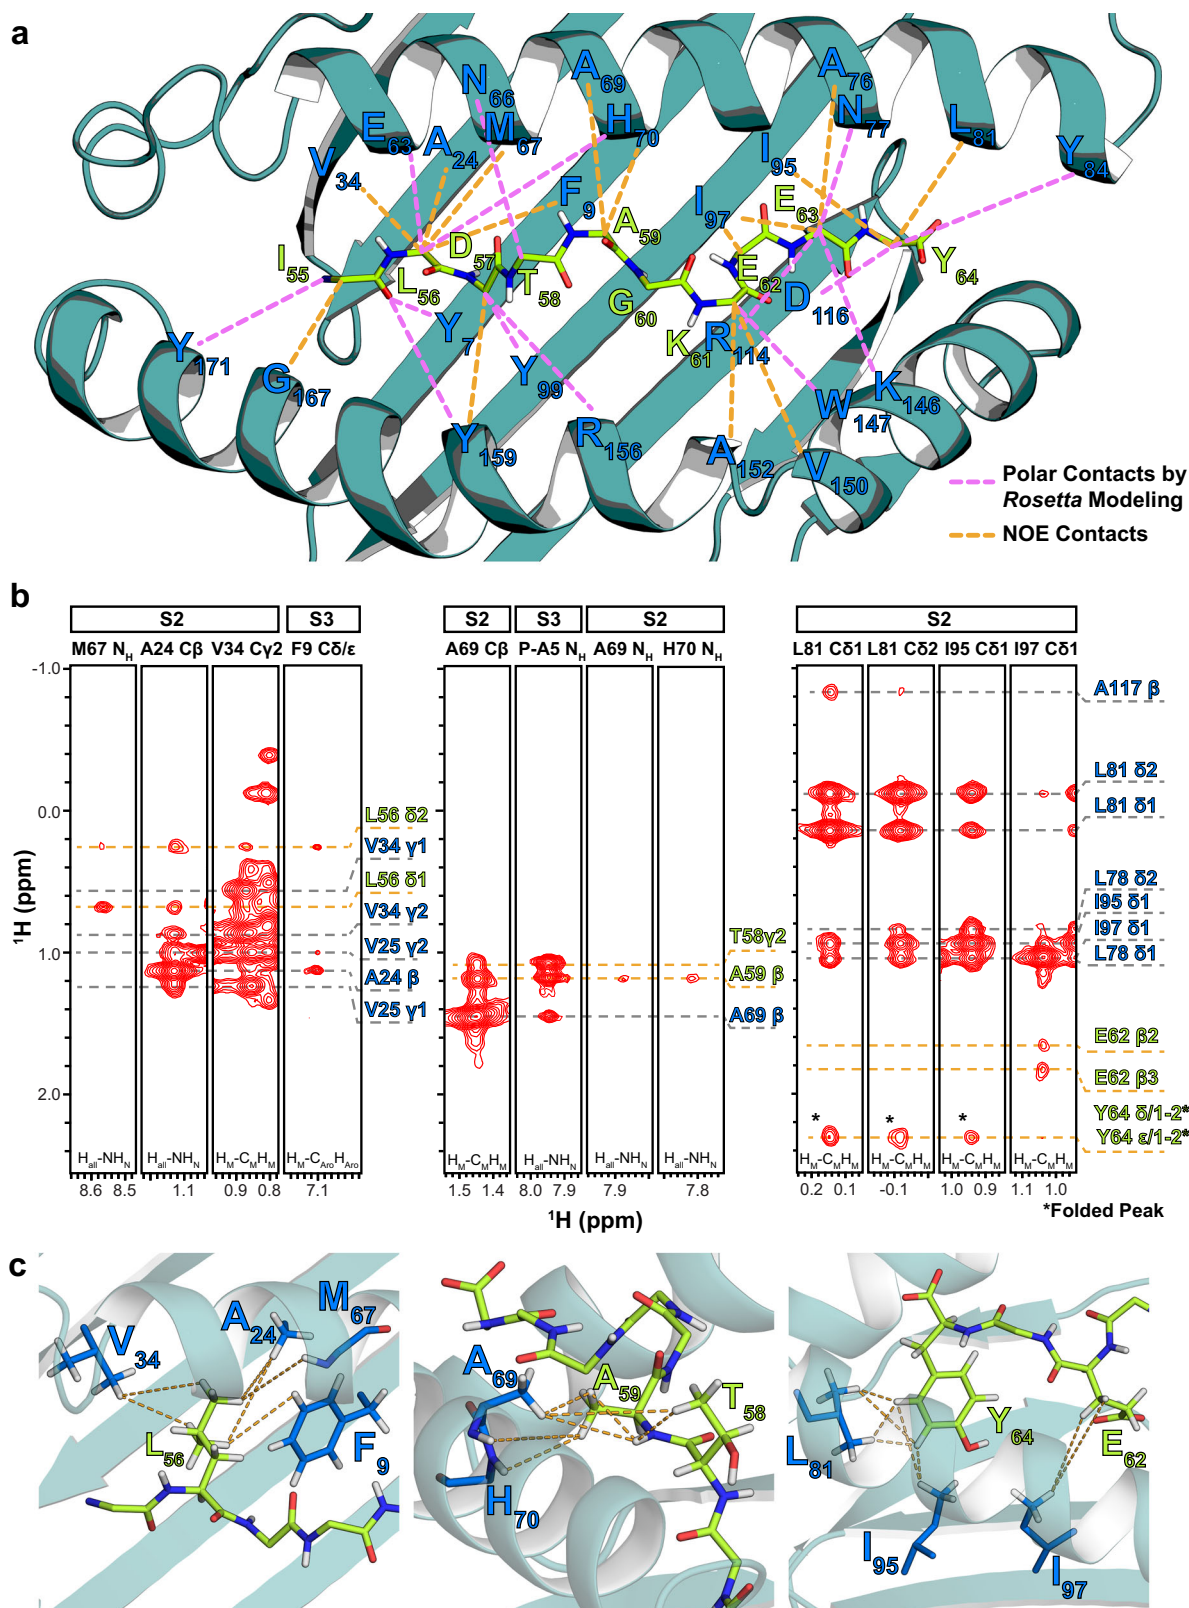 a
N66
A69
A76
E63
A24
M67
H70
N77
L81
V34
I95
Y84
F9
I97
E63
A59
I55
L56
D57
T58
E62
Y64
G60
D116
Y7
K61
R114
Y171
G167
Y99
K146
W147
Y159
R156
A152
V150
Polar Contacts by
Rosetta Modeling
NOE Contacts
b
S2 S3 S2 S3 S2 S2
M67 NH A24 Cβ V34 Cγ2 F9 Cδ/ε A69 Cβ P-A5 NH A69 NH H70 NH L81 Cδ1 L81 Cδ2 I95 Cδ1 I97 Cδ1
-1.0
0.0
1.0
2.0
1H (ppm)
L56 δ2
V34 γ1
L56 δ1
V34 γ2
V25 γ2
A24 β
V25 γ1
T58γ2
A59 β
A69 β
A117 β
L81 δ2
L81 δ1
L78 δ2
I95 δ1
I97 δ1
L78 δ1
E62 β2
E62 β3
Y64 δ/1-2*
Y64 ε/1-2*
* * *
Hall-NHN Hall-NHN HM-CMHM HM-CAroHAro HM-CMHM Hall-NHN Hall-NHN Hall-NHN HM-CMHM HM-CMHM HM-CMHM HM-CMHM
8.6 8.5 1.1 0.9 0.8 7.1 1.5 1.4 8.0 7.9 7.9 7.8 0.2 0.1 -0.1 1.0 0.9 1.1 1.0
1H (ppm)
*Folded Peak
c
V34
A24
M67
L56
F9
A69
A59
T58
H70
L81
Y64
E62
I95
I97